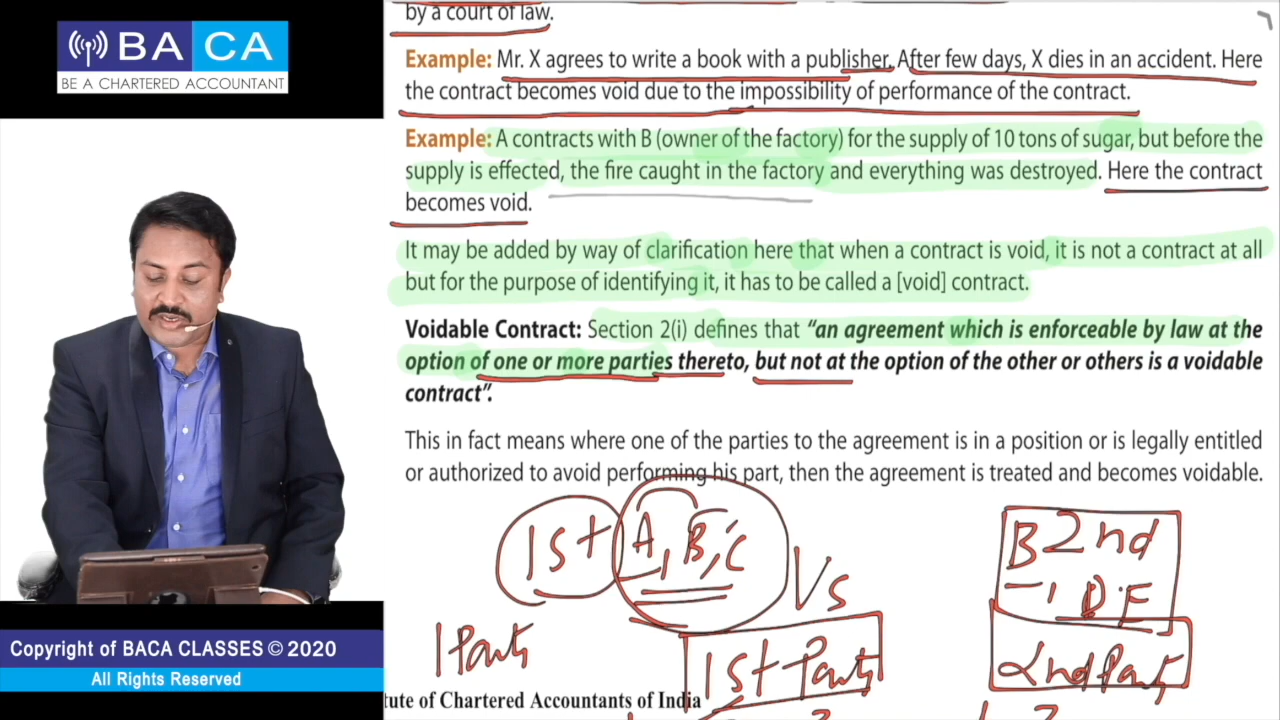 BACA
BE A CHARTERED ACCOUNTANT
by a court of law.
Example: Mr. X agrees to write a book with a publisher. After few days, X dies in an accident. Here
the contract becomes void due to the impossibility of performance of the contract.
Example: A contracts with B (owner of the factory) for the supply of 10 tons of sugar, but before the
supply is effected, the fire caught in the factory and everything was destroyed. Here the contract
becomes void.
It may be added by way of clarification here that when a contract is void, it is not a contract at all
but for the purpose of identifying it, it has to be called a [void] contract.
Voidable Contract: Section 2(i) defines that “an agreement which is enforceable by law at the
option of one or more parties thereto, but not at the option of the other or others is a voidable
contract”.
This in fact means where one of the parties to the agreement is in a position or is legally entitled
or authorized to avoid performing his part, then the agreement is treated and becomes voidable.
1st A, B, C Vs B 2nd
D, F
1 Party 1st Party 2nd Party
tute of Chartered Accountants of India
Copyright of BACA CLASSES © 2020
All Rights Reserved